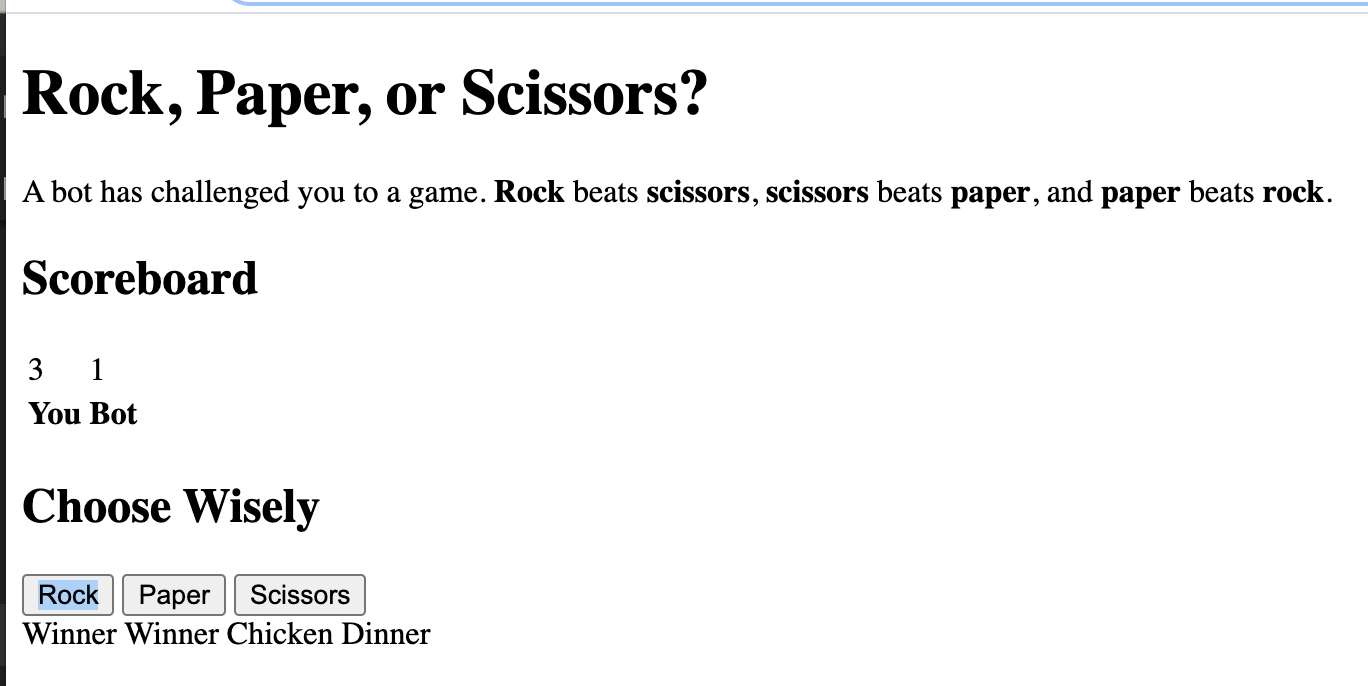 Rock, Paper, or Scissors?
A bot has challenged you to a game. Rock beats scissors, scissors beats paper, and paper beats rock.
Scoreboard
3 1
You Bot
Choose Wisely
Rock Paper Scissors
Winner Winner Chicken Dinner